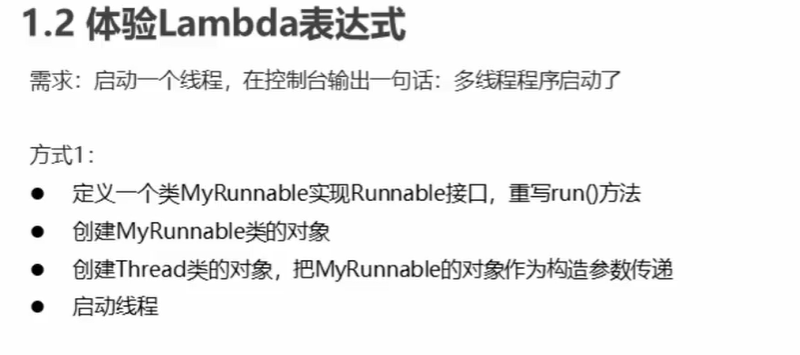 1.2 体验Lambda表达式
需求：启动一个线程，在控制台输出一句话：多线程程序启动了
方式1：
● 定义一个类MyRunnable实现Runnable接口，重写run()方法
● 创建MyRunnable类的对象
● 创建Thread类的对象，把MyRunnable的对象作为构造参数传递
● 启动线程